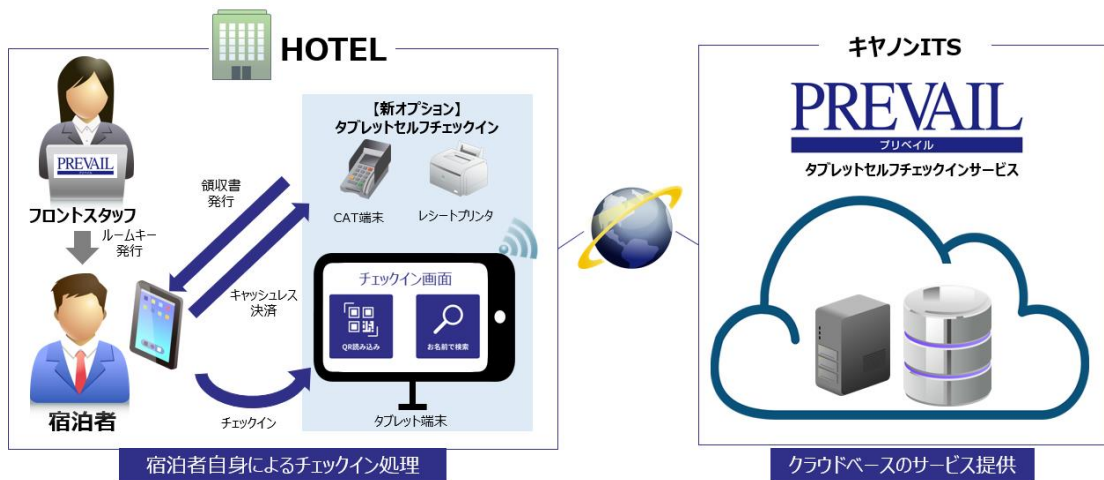 HOTEL
【新オプション】
タブレットセルフチェックイン
CAT端末
レシートプリンタ
PREVAIL
プリベイル
フロントスタッフ
ルームキー
発行
領収書
発行
キャッシュレス
決済
チェックイン画面
QR読み込み
お名前で検索
タブレット端末
チェックイン
宿泊者
宿泊者自身によるチェックイン処理
キヤノンITS
PREVAIL
プリベイル
タブレットセルフチェックインサービス
クラウドベースのサービス提供